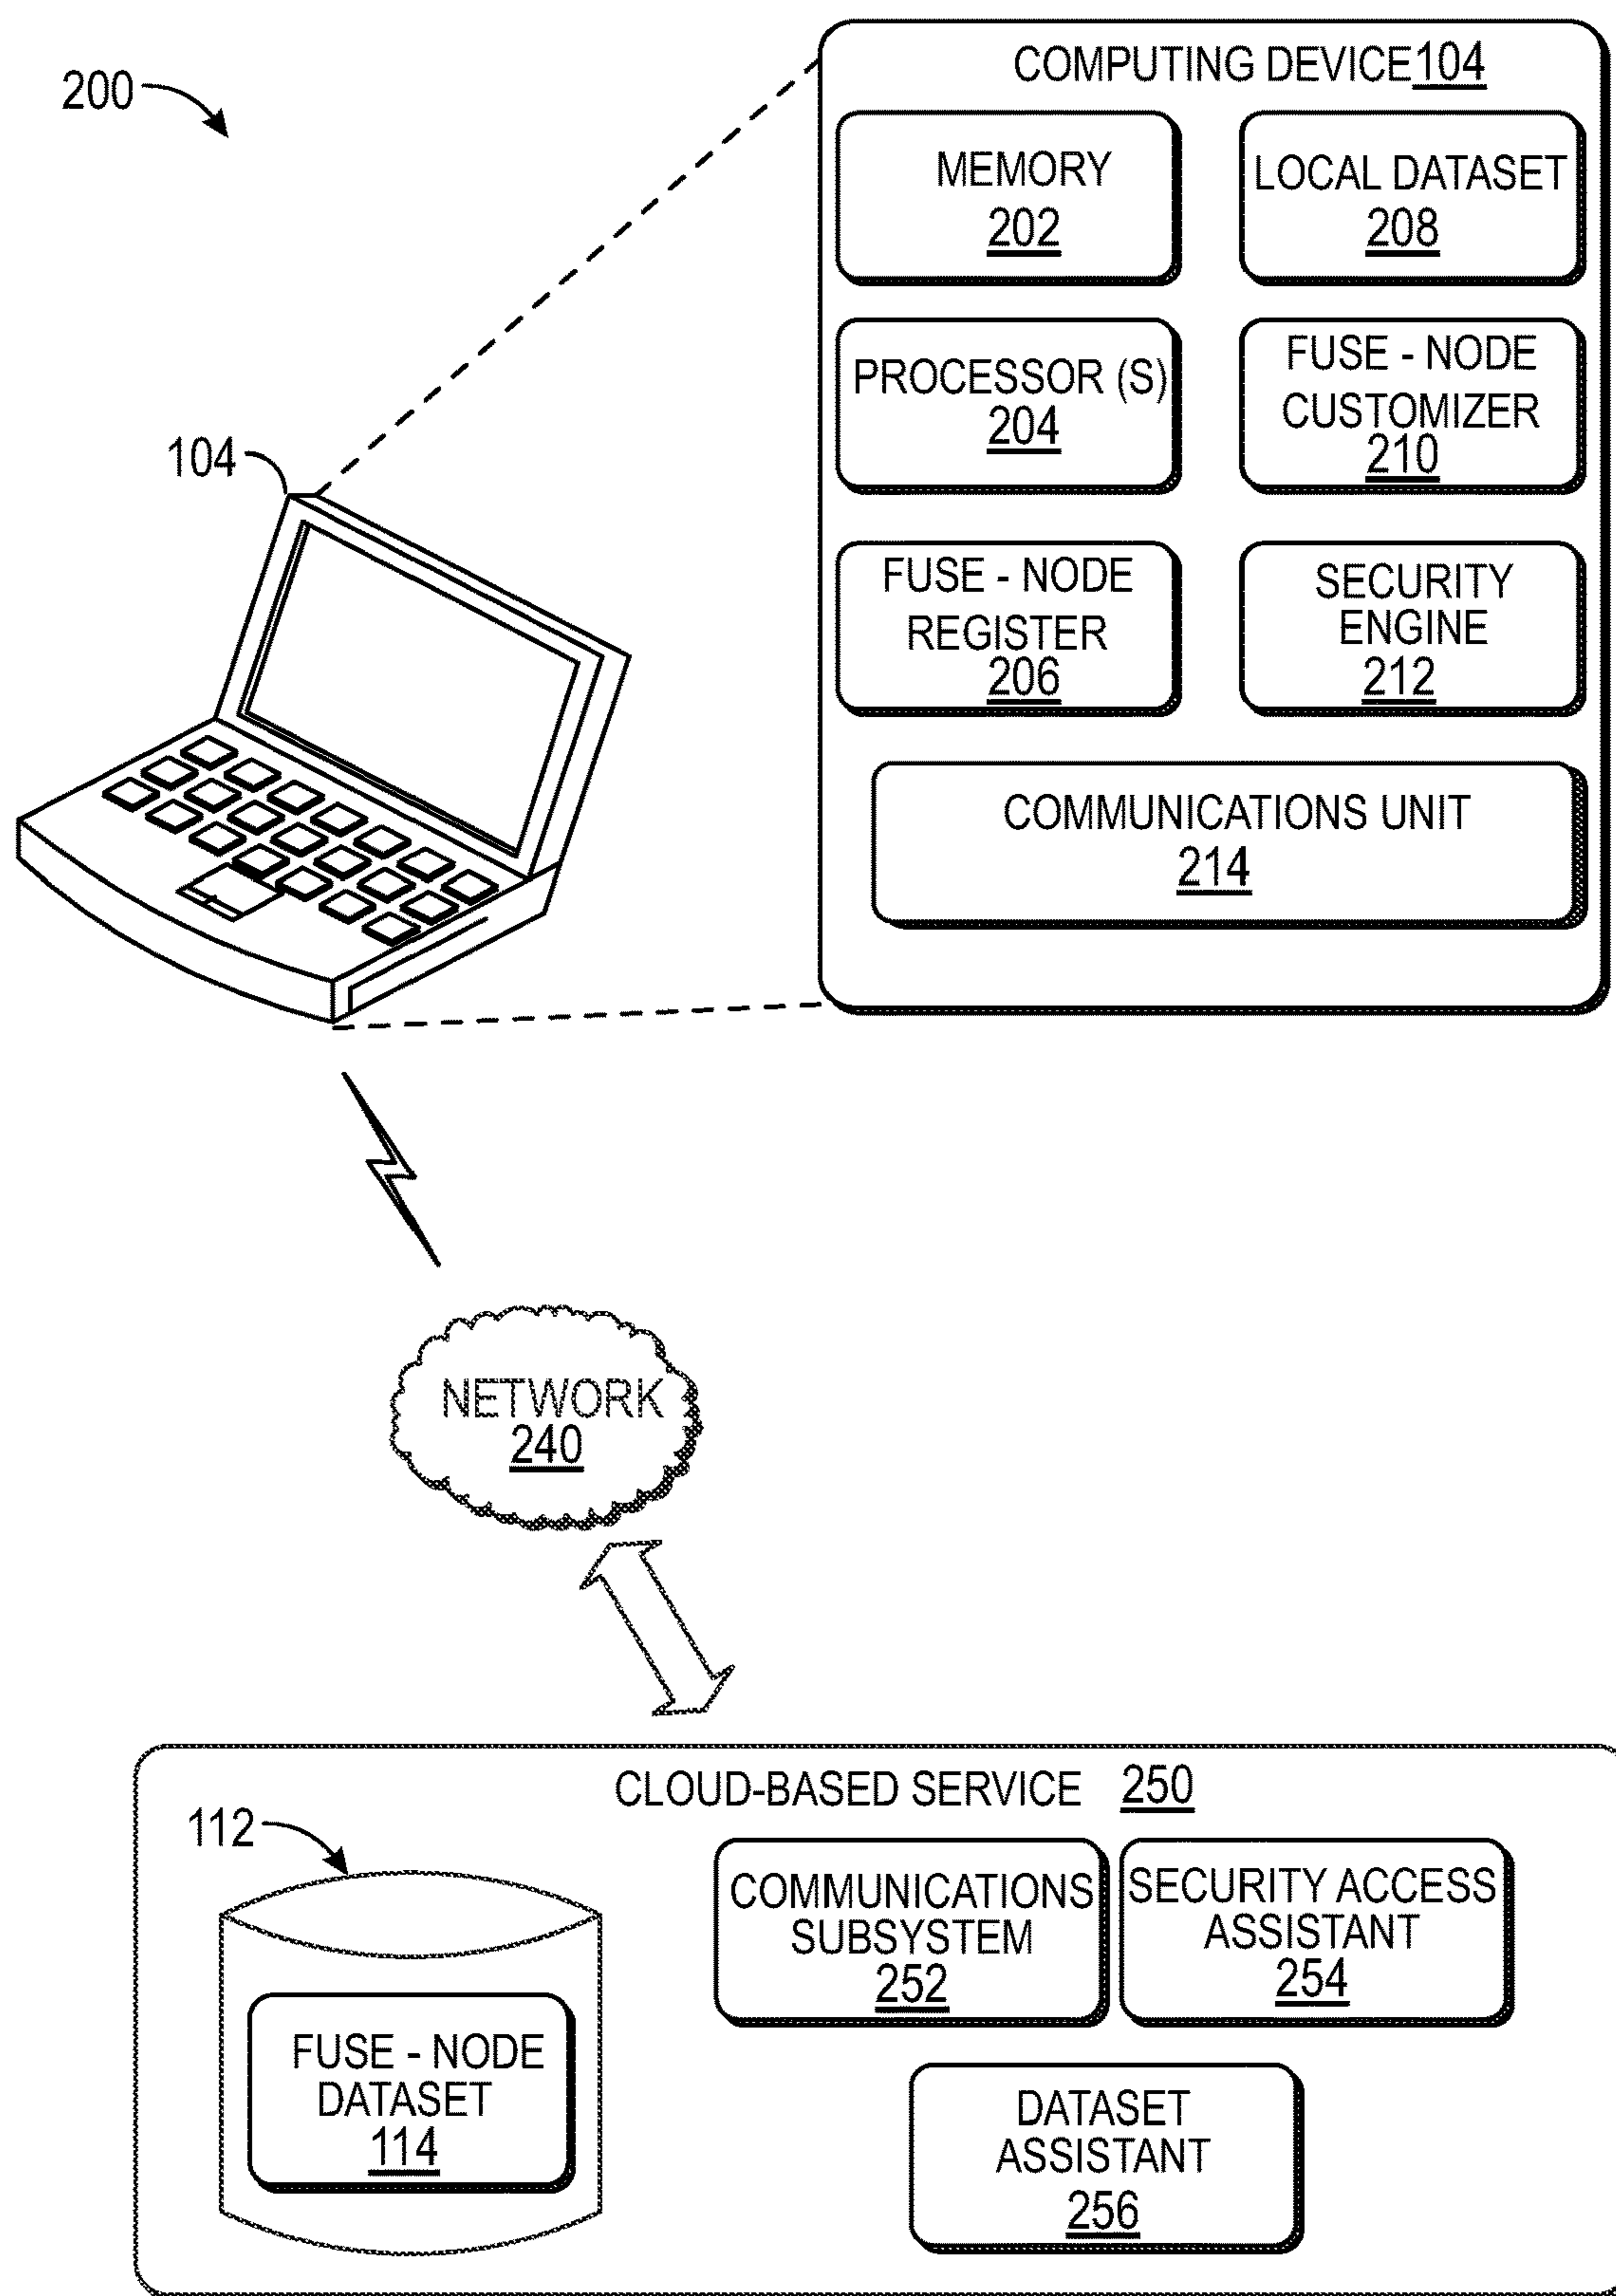 200
COMPUTING DEVICE 104
MEMORY
202
LOCAL DATASET
208
PROCESSOR (S)
204
FUSE - NODE
CUSTOMIZER
210
104
FUSE - NODE
REGISTER
206
SECURITY
ENGINE
212
COMMUNICATIONS UNIT
214
NETWORK
240
CLOUD-BASED SERVICE 250
112
COMMUNICATIONS
SUBSYSTEM
252
SECURITY ACCESS
ASSISTANT
254
FUSE - NODE
DATASET
114
DATASET
ASSISTANT
256